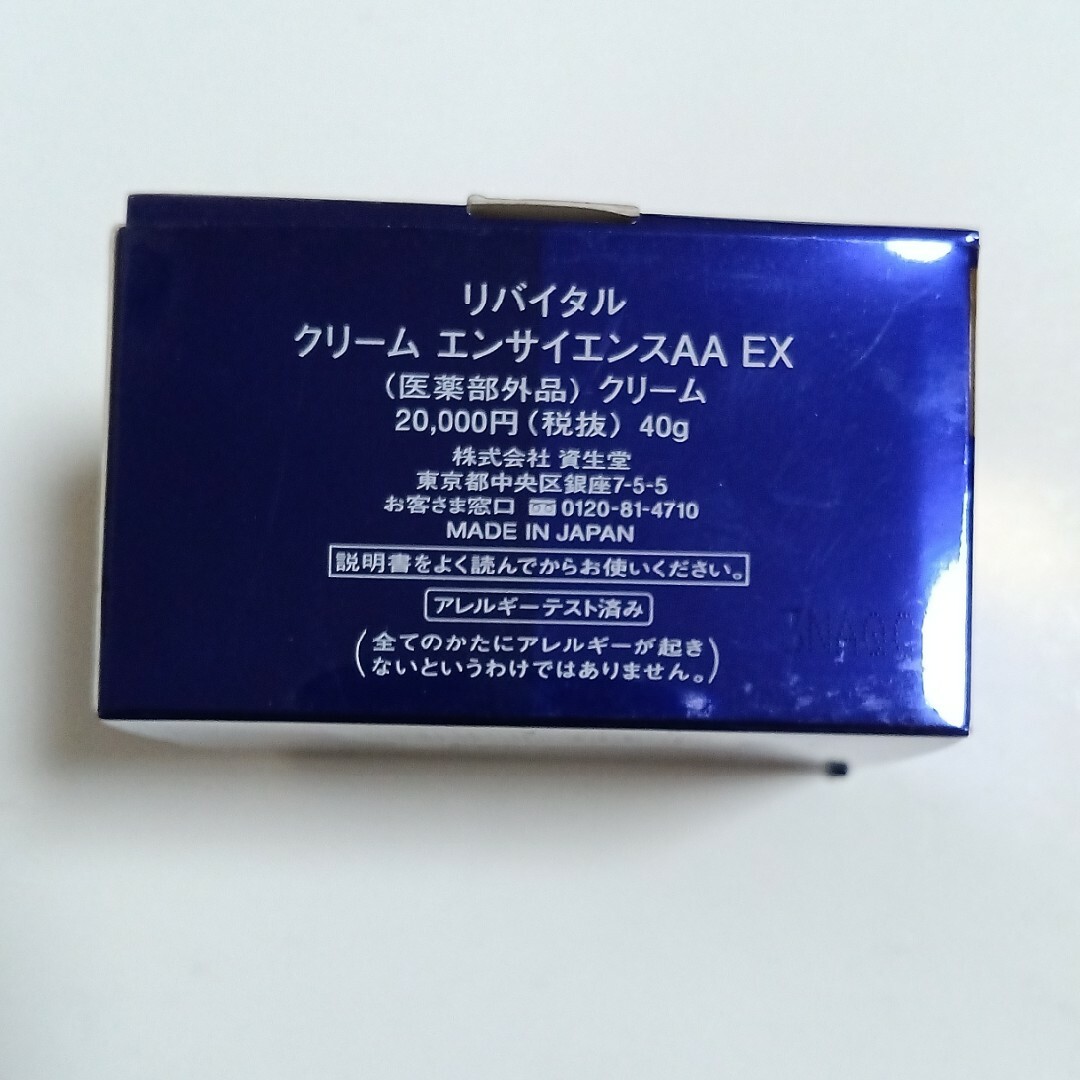 リバイタル
クリーム エンサイエンスAA EX
（医薬部外品）クリーム
20,000円（税抜）40g
株式会社 資生堂
東京都中央区銀座7-5-5
お客さま窓口 0120-81-4710
MADE IN JAPAN
説明書をよく読んでからお使いください。
アレルギーテスト済み
（全てのかたにアレルギーが起き
ないというわけではありません。）